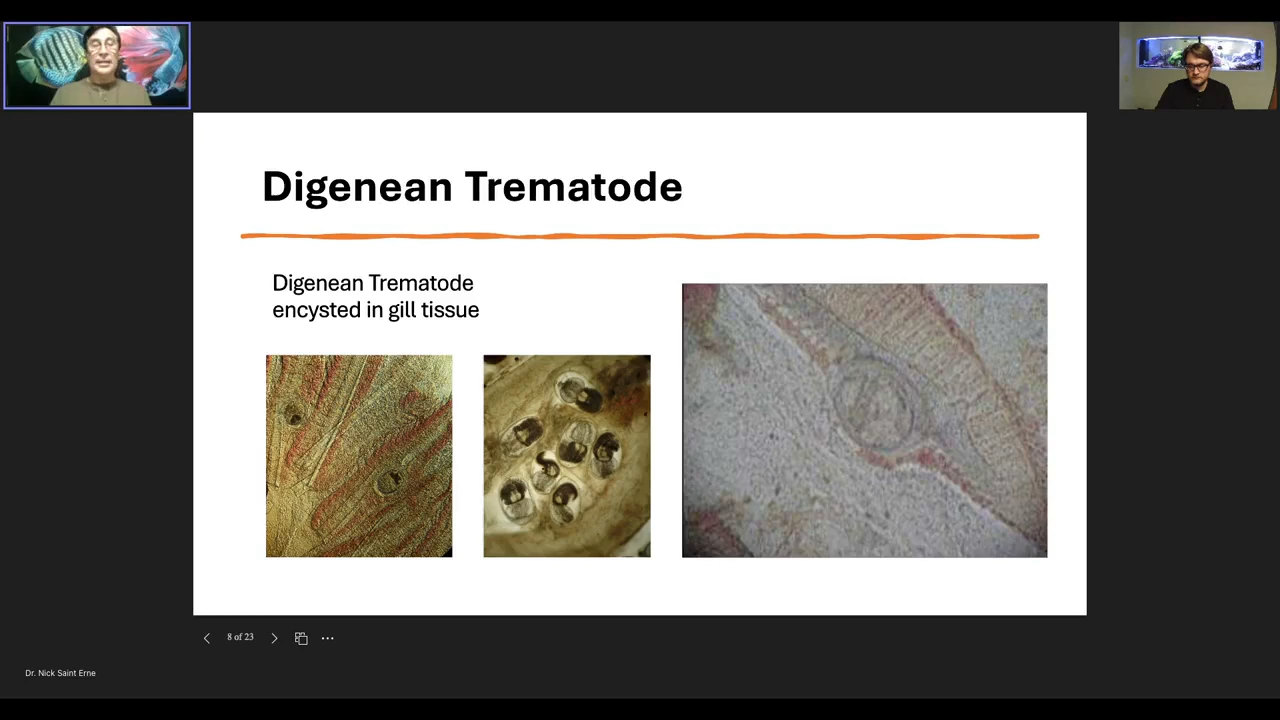 Digenean Trematode
Digenean Trematode
encysted in gill tissue
8 of 23
Dr. Nick Saint Erne